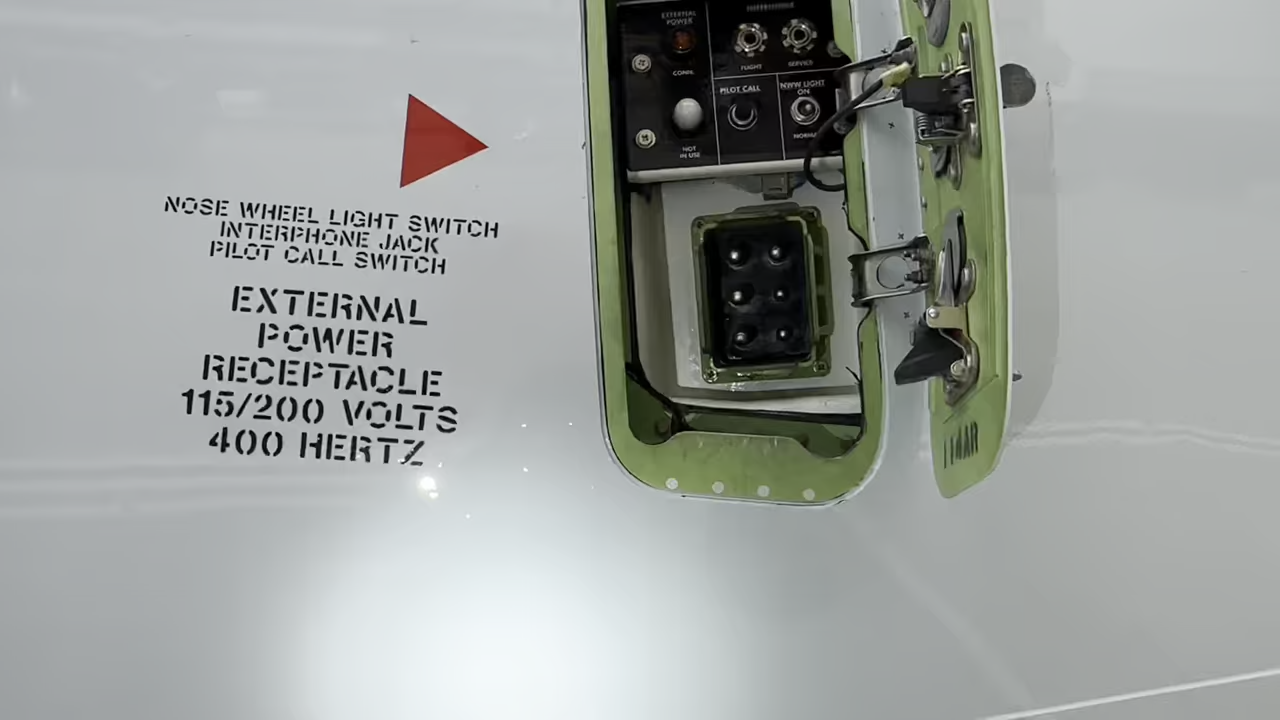 NOSE WHEEL LIGHT SWITCH
INTERPHONE JACK
PILOT CALL SWITCH
EXTERNAL
POWER
RECEPTACLE
115/200 VOLTS
400 HERTZ
EXTERNAL
POWER
CONN.
NOT
IN USE
FLIGHT
SERVICE
PILOT CALL
NWW LIGHT
ON
NORMAL